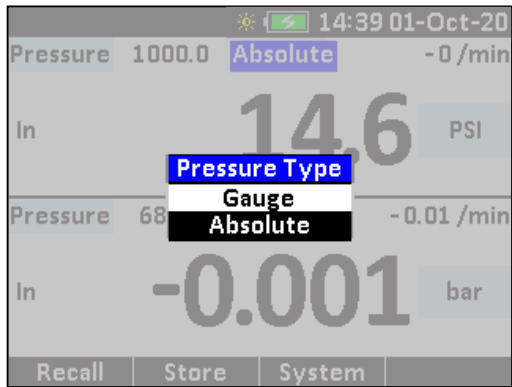 14:39 01-Oct-20
Pressure 1000.0 Absolute -0 /min
In 14.6 PSI
Pressure Type
Gauge
Absolute
Pressure 68 -0.01 /min
In -0.001 bar
Recall Store System